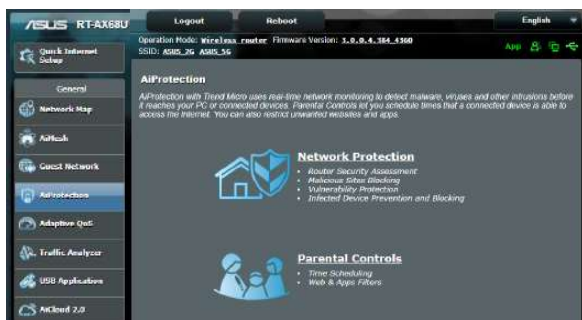 ASUS RT-AX68U
Logout
Reboot
English
Operation Mode: Wireless router Firmware Version: 3.0.0.4.384_4360
SSID: ASUS_2G ASUS_5G
App
Quick Internet
Setup
General
Network Map
AiMesh
Guest Network
AiProtection
Adaptive QoS
Traffic Analyzer
USB Application
AiCloud 2.0
AiProtection
AiProtection with Trend Micro uses real-time network monitoring to detect malware, viruses and other intrusions before
it reaches your PC or connected devices. Parental Controls let you schedule times that a connected device is able to
access the Internet. You can also restrict unwanted websites and apps.
Network Protection
• Router Security Assessment
• Malicious Sites Blocking
• Vulnerability Protection
• Infected Device Prevention and Blocking
Parental Controls
• Time Scheduling
• Web & Apps Filters